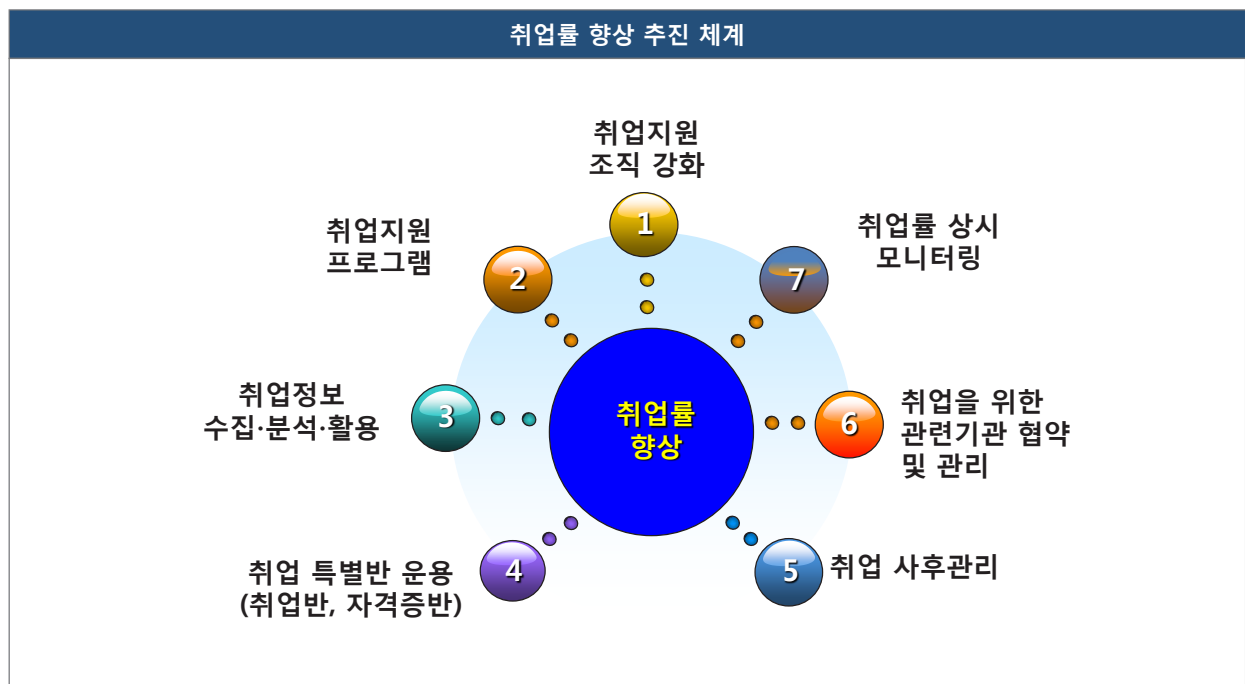 취업률 향상 추진 체계
취업지원
조직 강화
1
취업지원
프로그램
2
취업정보
수집·분석·활용
3
취업 특별반 운용
(취업반, 자격증반)
4
취업 사후관리
5
취업을 위한
관련기관 협약
및 관리
6
취업률 상시
모니터링
7
취업률
향상